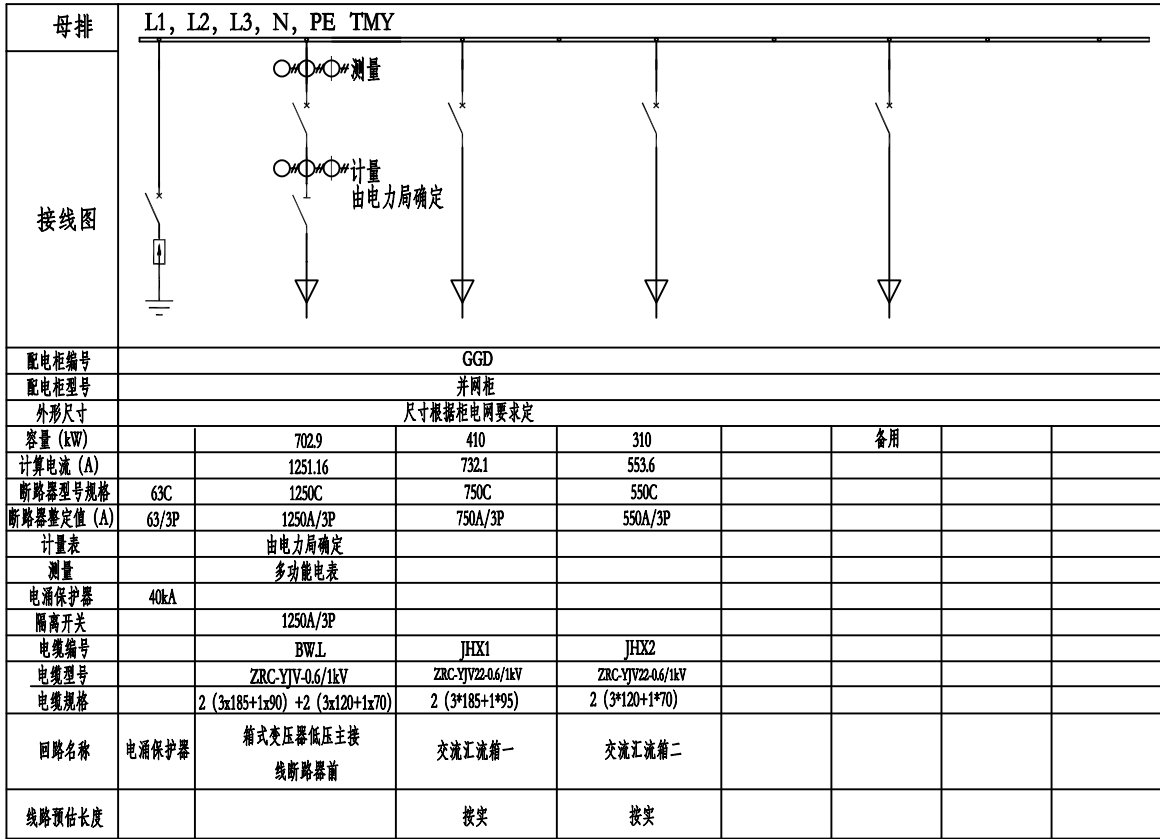 母排 L1, L2, L3, N, PE TMY
测量
计量
由电力局确定
接线图
配电柜编号 GGD
配电柜型号 并网柜
外形尺寸 尺寸根据柜电网要求定
容量 (kW) 702.9 410 310 备用
计算电流 (A) 1251.16 732.1 553.6
断路器型号规格 63C 1250C 750C 550C
断路器整定值 (A) 63/3P 1250A/3P 750A/3P 550A/3P
计量表 由电力局确定
测量 多功能电表
电涌保护器 40kA
隔离开关 1250A/3P
电缆编号 BW.L JHX1 JHX2
电缆型号 ZRC-YJV-0.6/1kV ZRC-YJV22-0.6/1kV ZRC-YJV22-0.6/1kV
电缆规格 2 (3x185+1x90) +2 (3x120+1x70) 2 (3*185+1*95) 2 (3*120+1*70)
回路名称 电涌保护器 箱式变压器低压主接 交流汇流箱一 交流汇流箱二
线断路器前
线路预估长度 按实 按实